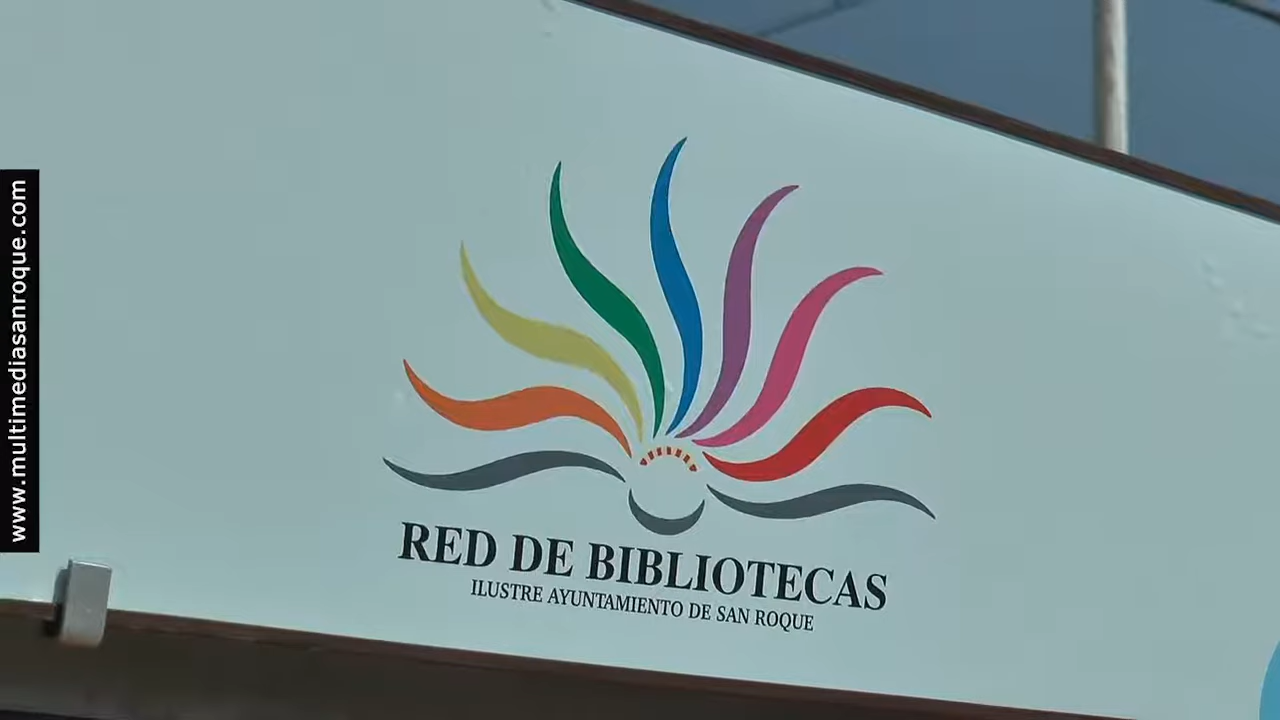 www.multimediasanroque.com
RED DE BIBLIOTECAS
ILUSTRE AYUNTAMIENTO DE SAN ROQUE